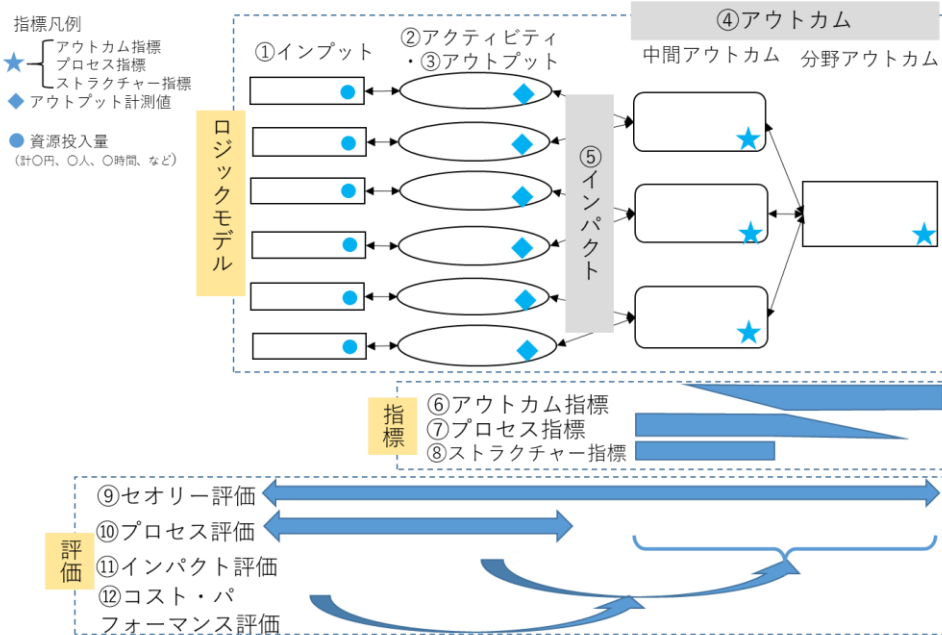 指標凡例
アウトカム指標
プロセス指標
ストラクチャー指標
アウトプット計測値
資源投入量
(計〇円、〇人、〇時間、など)
④アウトカム
①インプット
②アクティビティ
・③アウトプット
中間アウトカム
分野アウトカム
ロジックモデル
⑤インパクト
指標
⑥アウトカム指標
⑦プロセス指標
⑧ストラクチャー指標
評価
⑨セオリー評価
⑩プロセス評価
⑪インパクト評価
⑫コスト・パ
フォーマンス評価